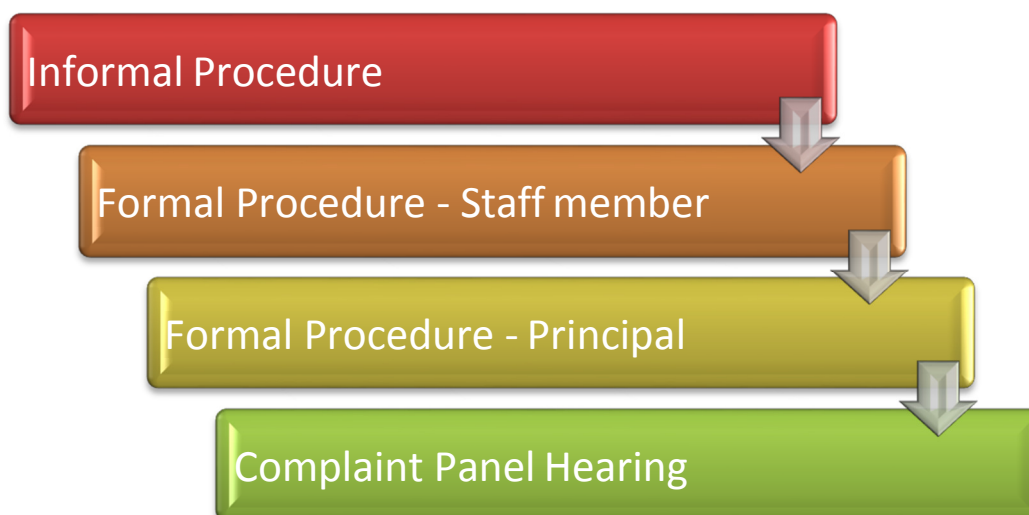 Informal Procedure
Formal Procedure - Staff member
Formal Procedure - Principal
Complaint Panel Hearing